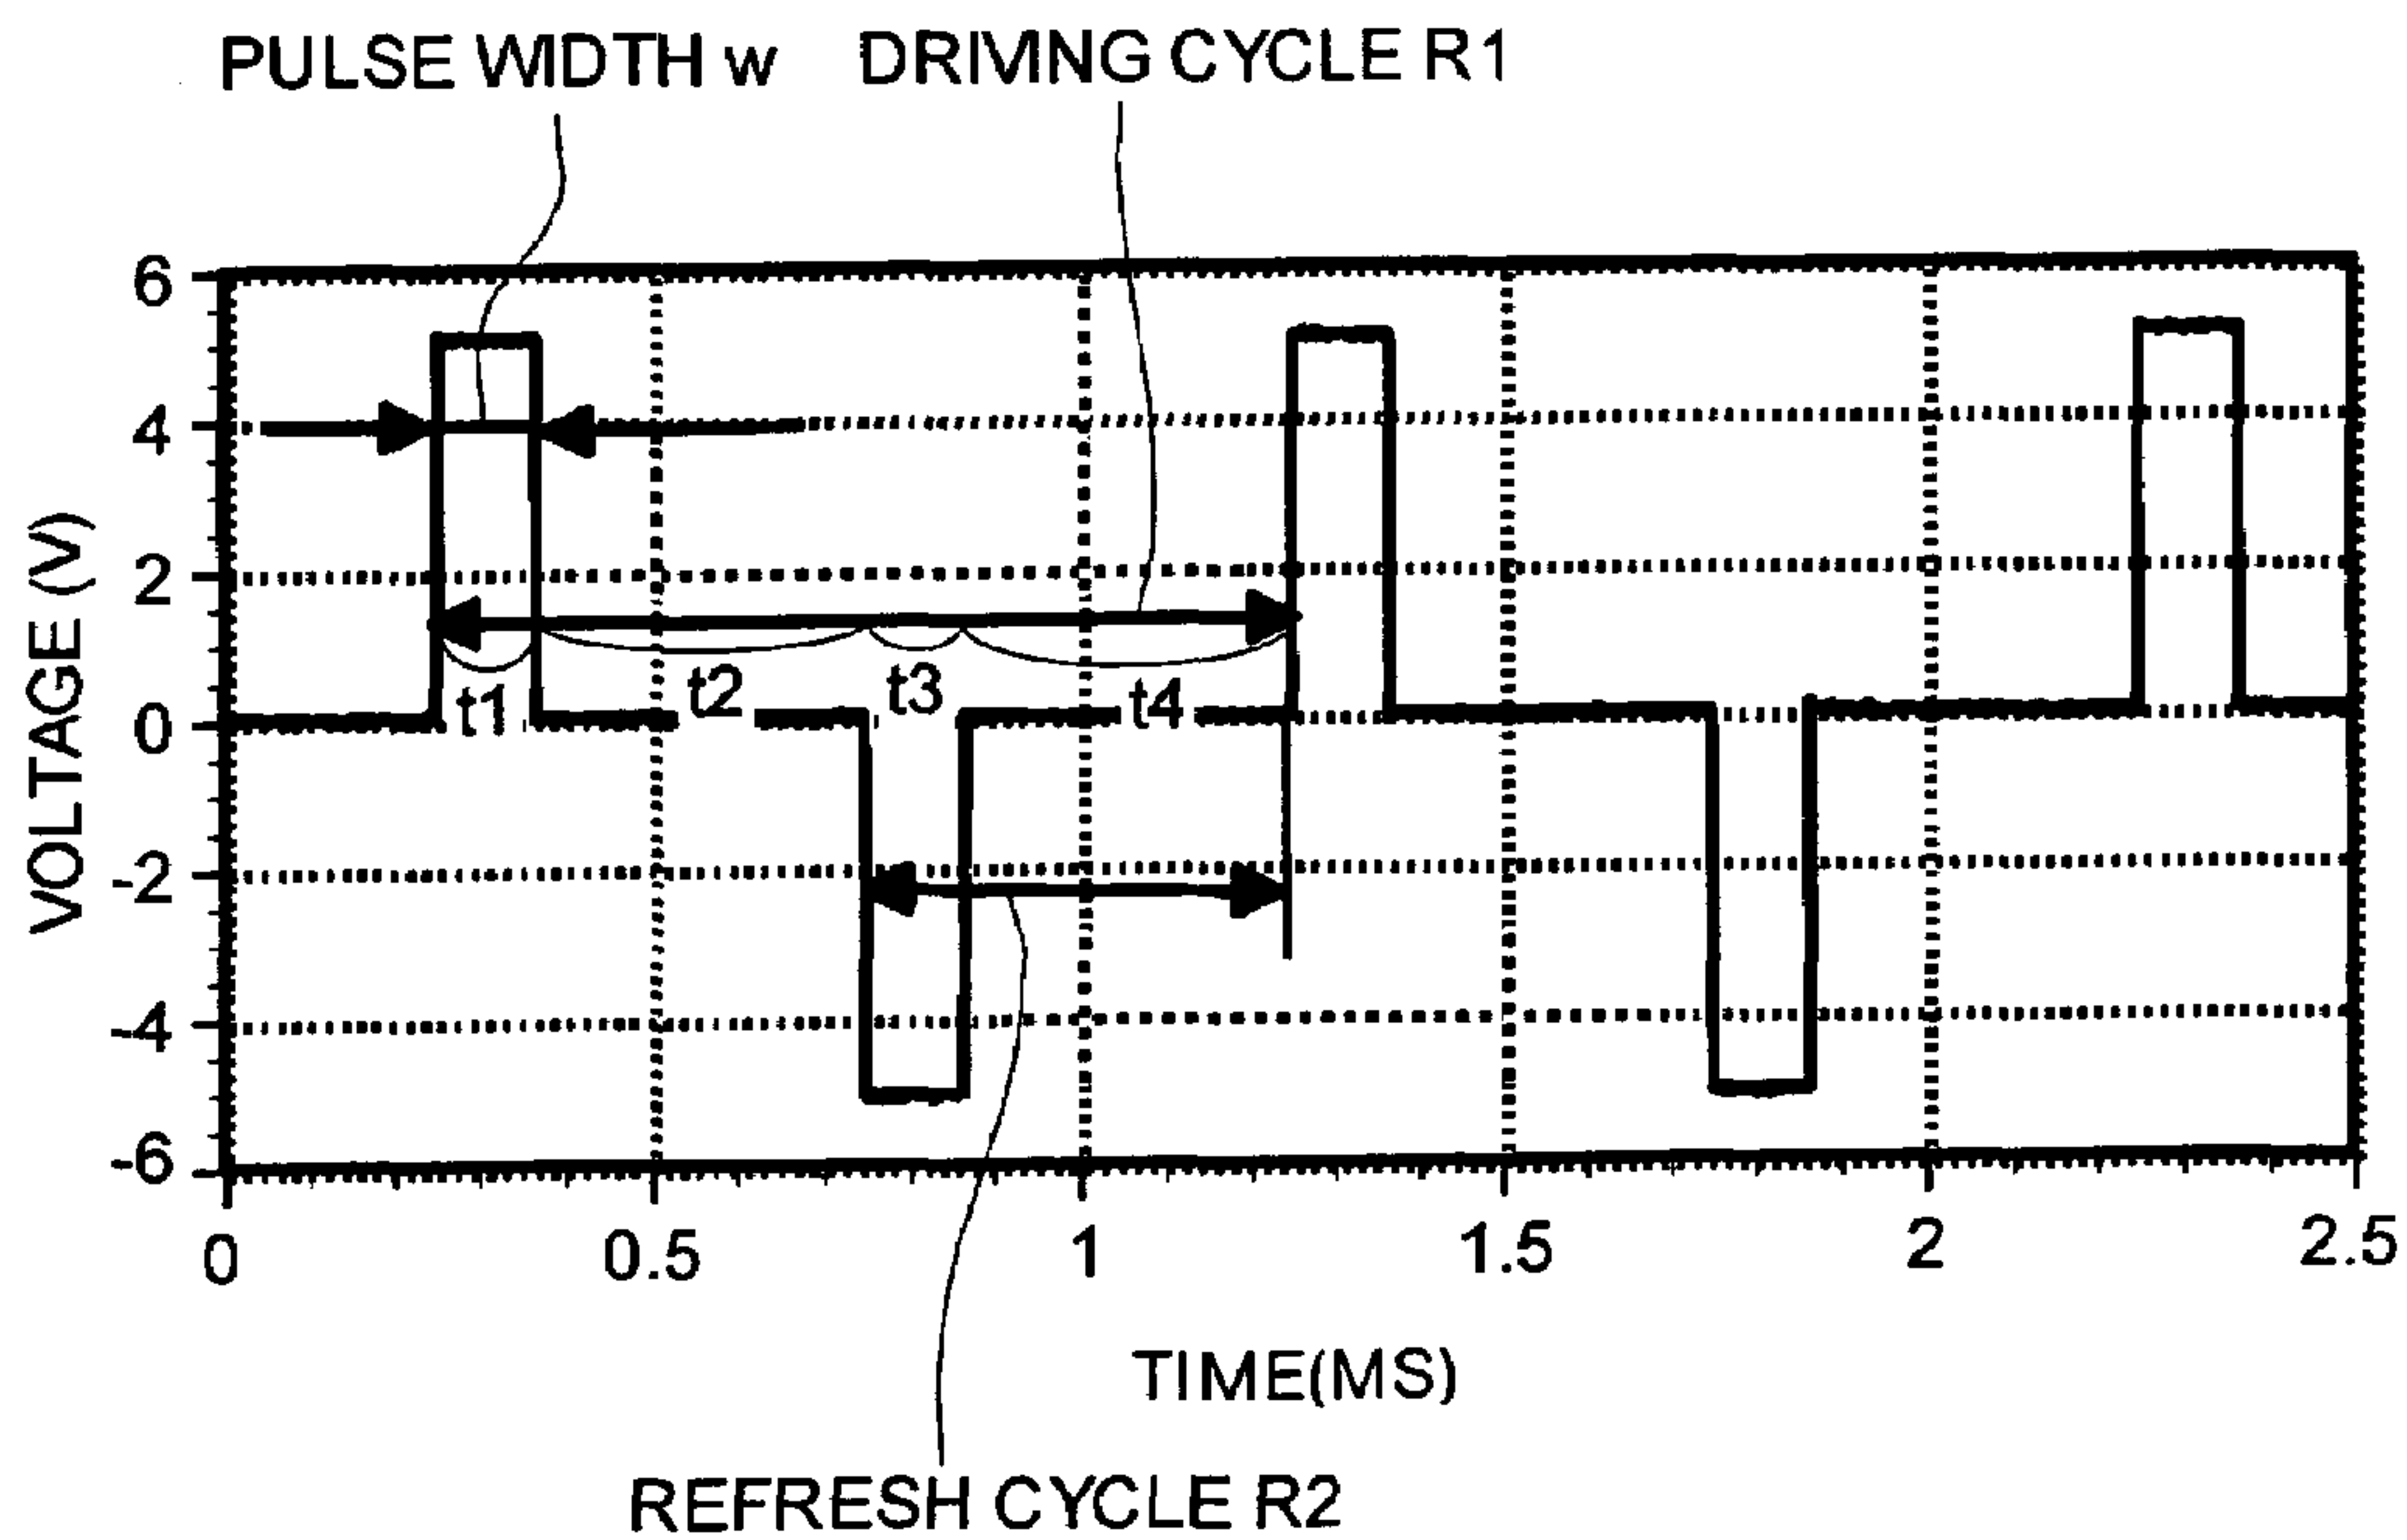 PULSE WIDTH w
DRIVING CYCLE R1
6
4
2
0
-2
-4
-6
VOLTAGE (V)
t1
t2
t3
t4
0
0.5
1
1.5
2
2.5
TIME(MS)
REFRESH CYCLE R2